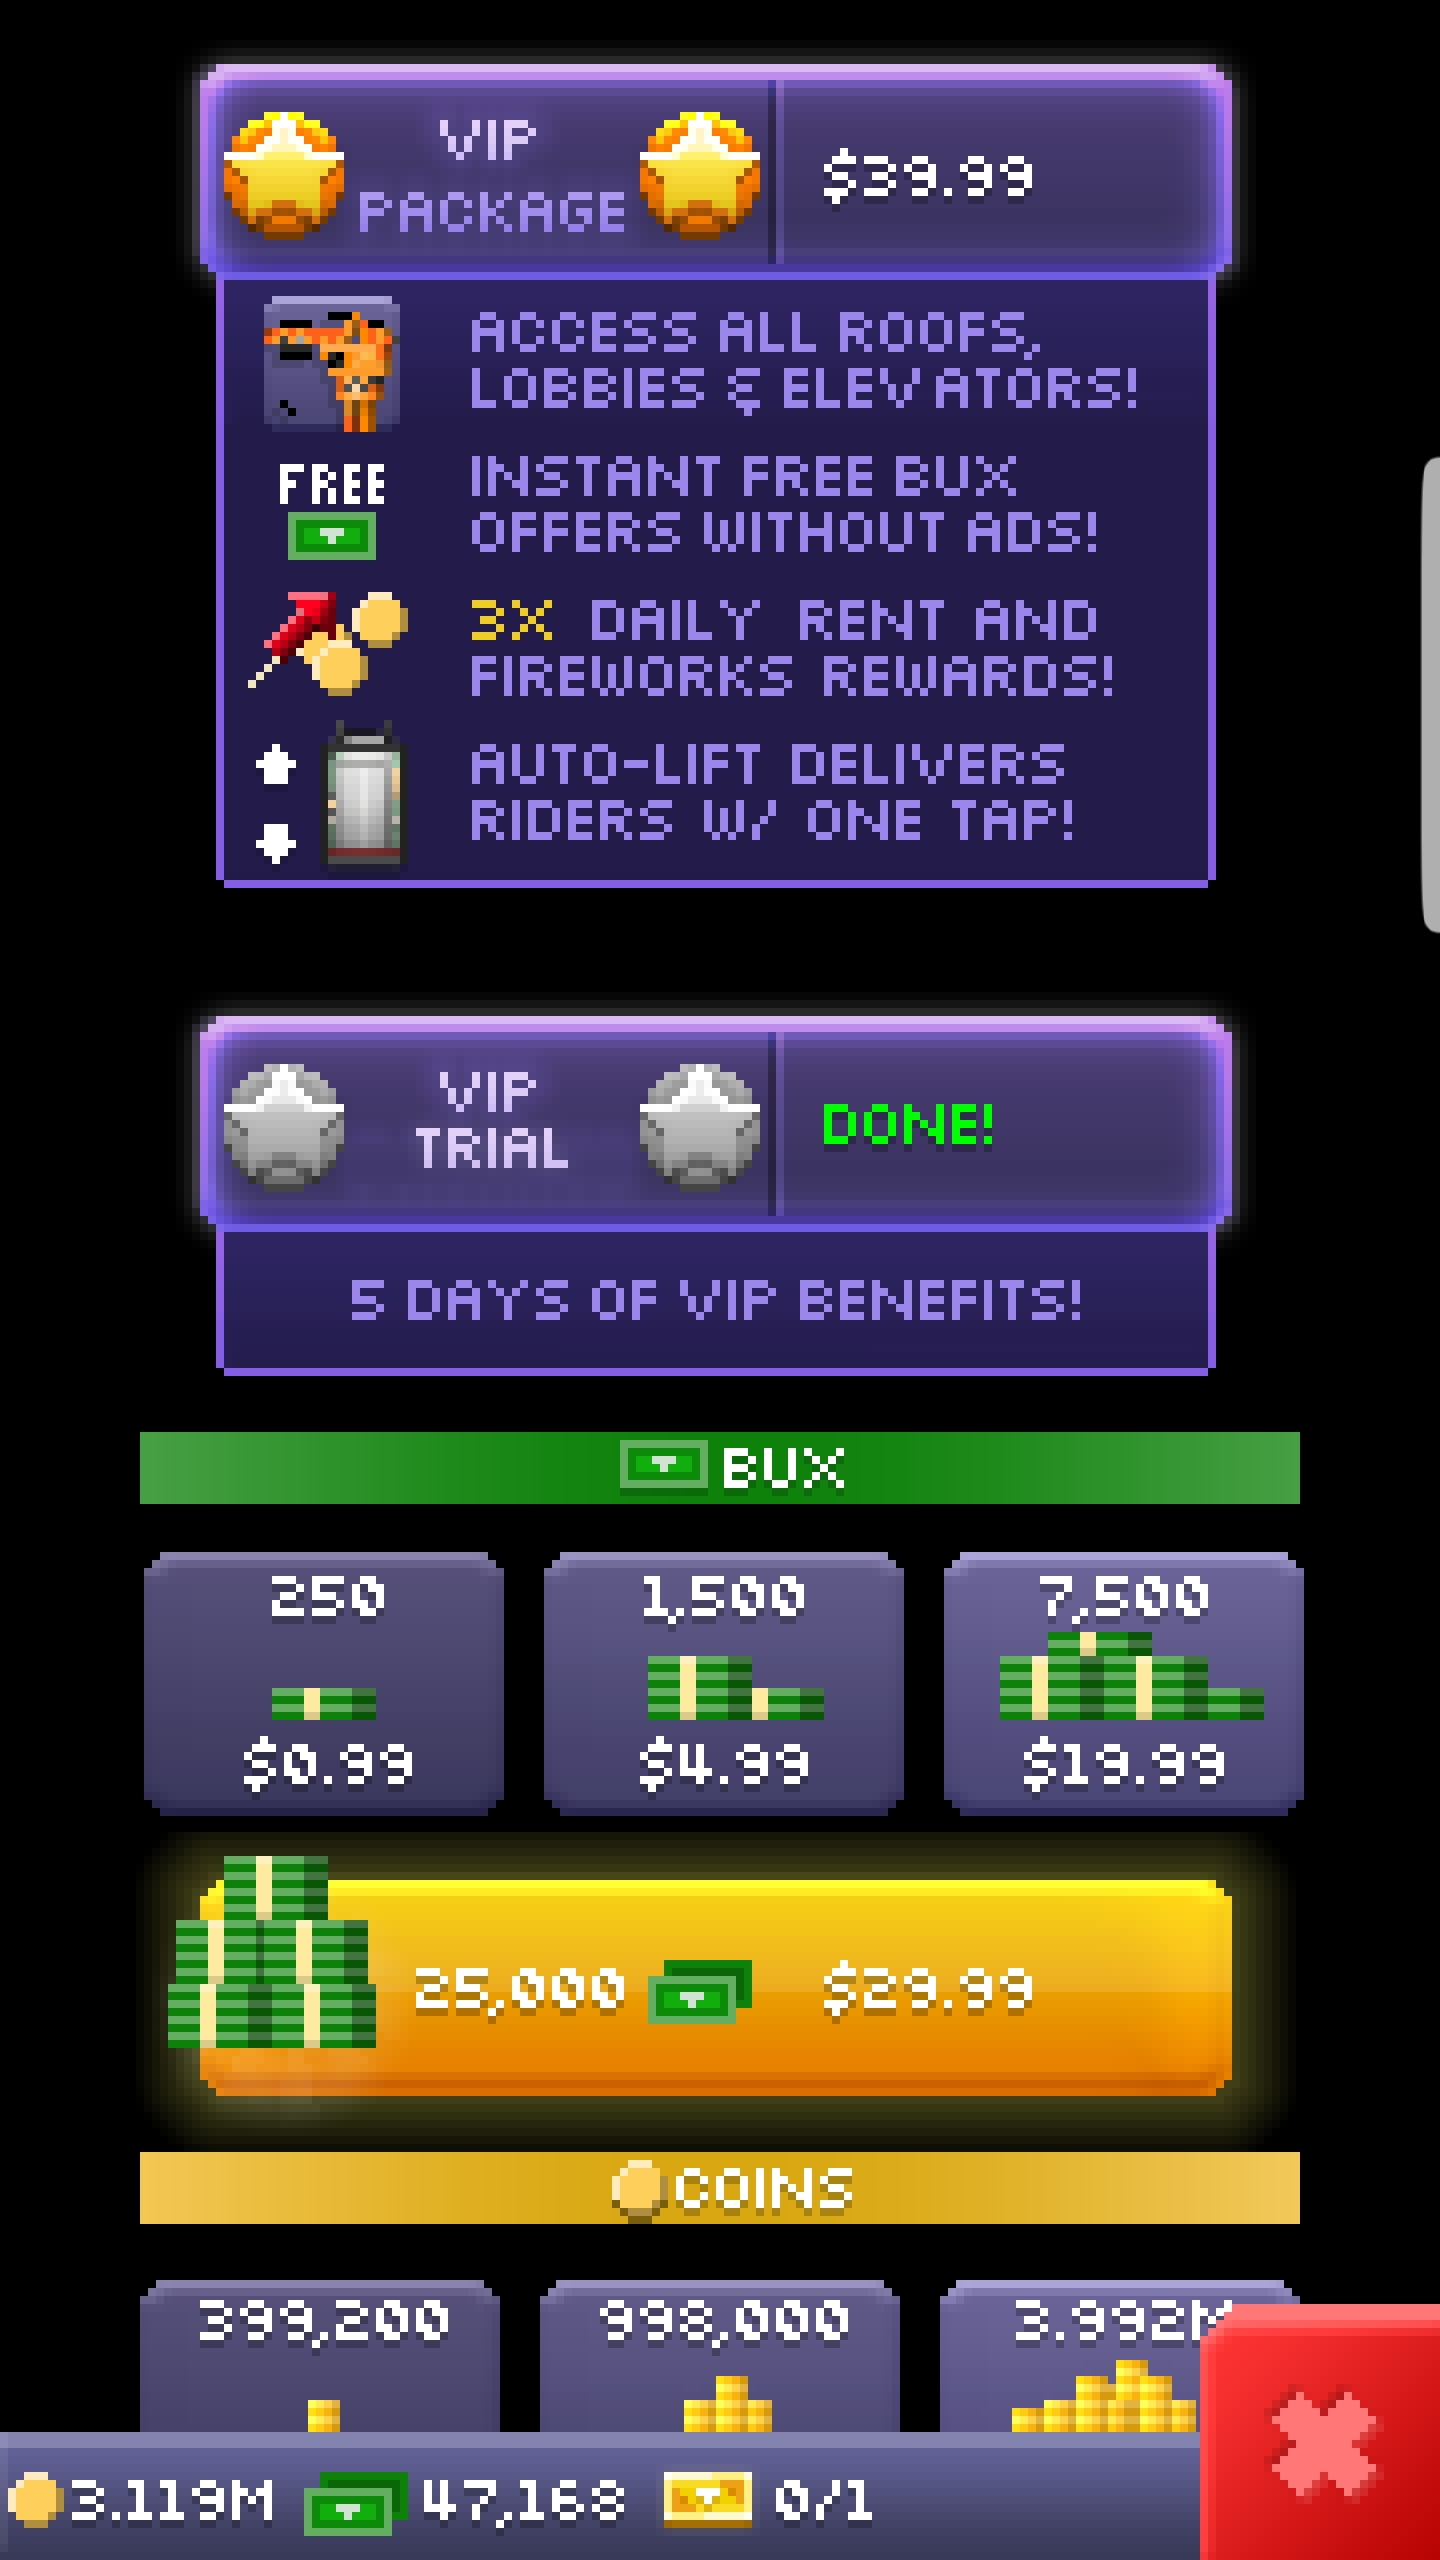 VIP
PACKAGE
$39.99
ACCESS ALL ROOFS,
LOBBIES & ELEVATORS!
FREE
INSTANT FREE BUX
OFFERS WITHOUT ADS!
3X DAILY RENT AND
FIREWORKS REWARDS!
AUTO-LIFT DELIVERS
RIDERS W/ ONE TAP!
VIP
TRIAL
DONE!
5 DAYS OF VIP BENEFITS!
BUX
250
$0.99
1,500
$4.99
7,500
$19.99
25,000
$29.99
COINS
399,200
998,000
3.992M
3.119M
47,168
0/1